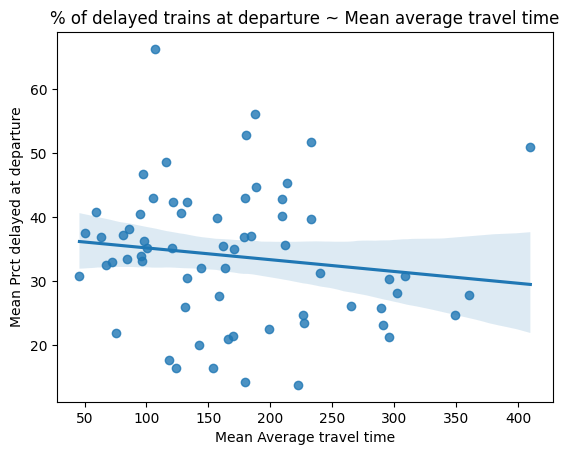 % of delayed trains at departure ~ Mean average travel time
Mean Prct delayed at departure
60
50
40
30
20
50 100 150 200 250 300 350 400
Mean Average travel time